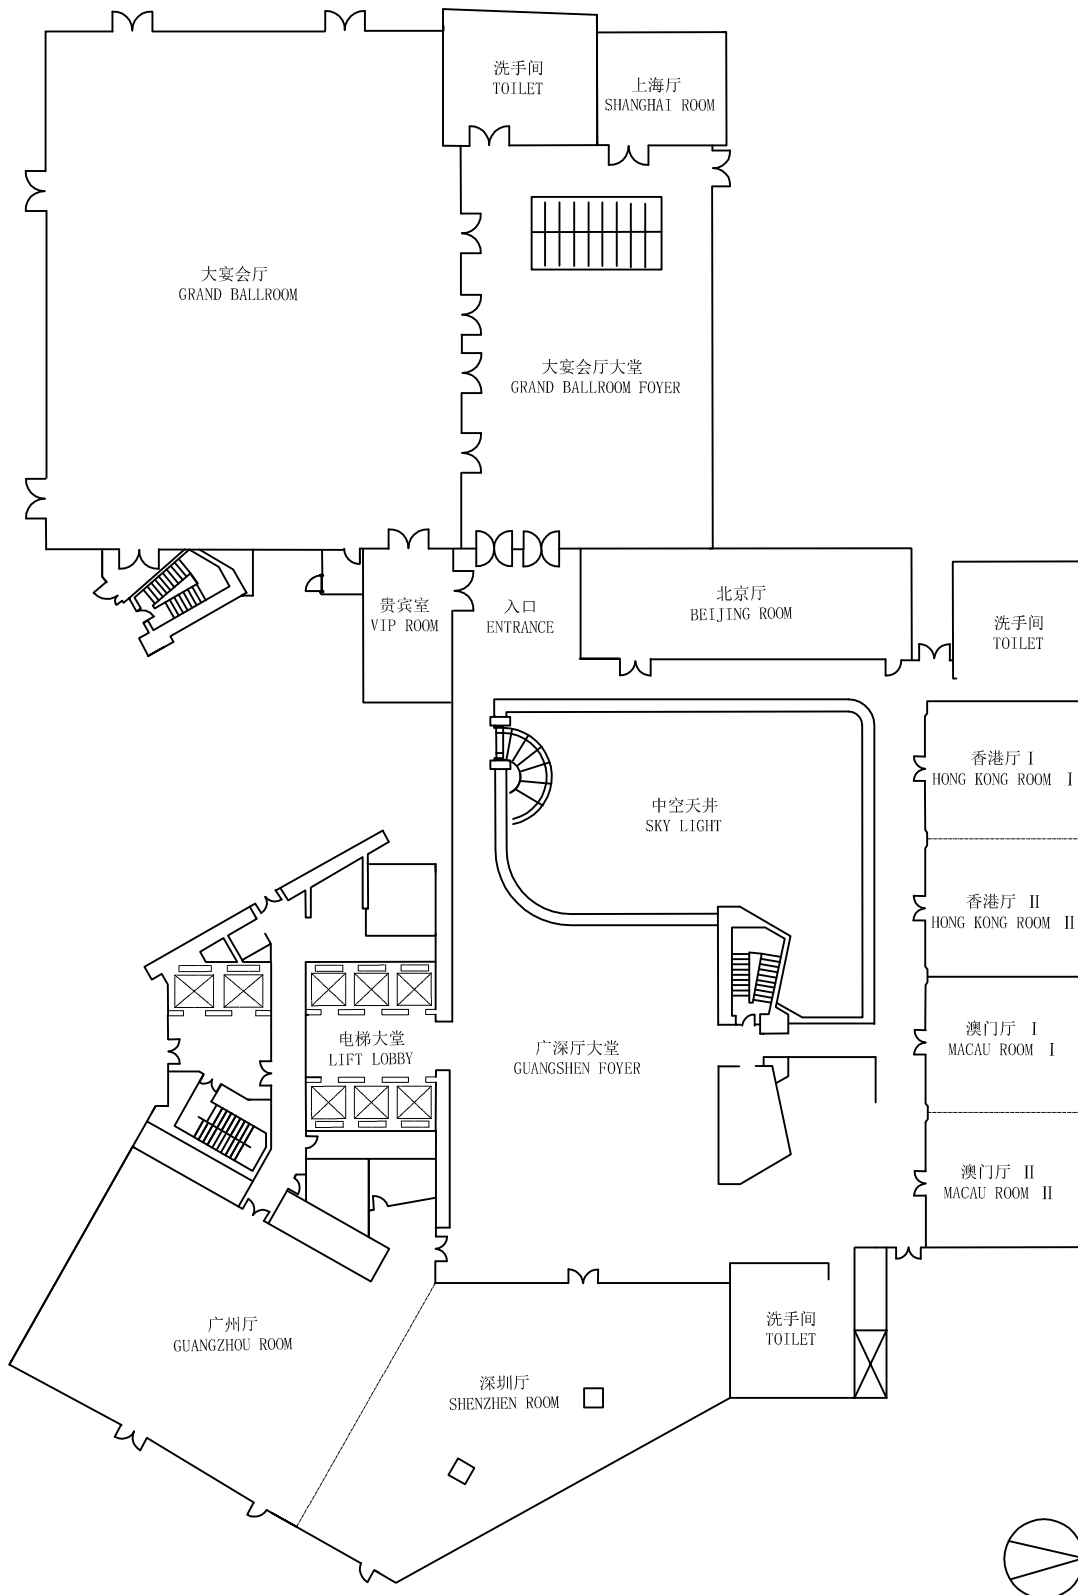 洗手间
TOILET
上海厅
SHANGHAI ROOM
大宴会厅
GRAND BALLROOM
大宴会厅大堂
GRAND BALLROOM FOYER
贵宾室
VIP ROOM
入口
ENTRANCE
北京厅
BEIJING ROOM
洗手间
TOILET
香港厅 I
HONG KONG ROOM I
中空天井
SKY LIGHT
香港厅 II
HONG KONG ROOM II
电梯大堂
LIFT LOBBY
广深厅大堂
GUANGSHEN FOYER
澳门厅 I
MACAU ROOM I
澳门厅 II
MACAU ROOM II
广州厅
GUANGZHOU ROOM
洗手间
TOILET
深圳厅
SHENZHEN ROOM